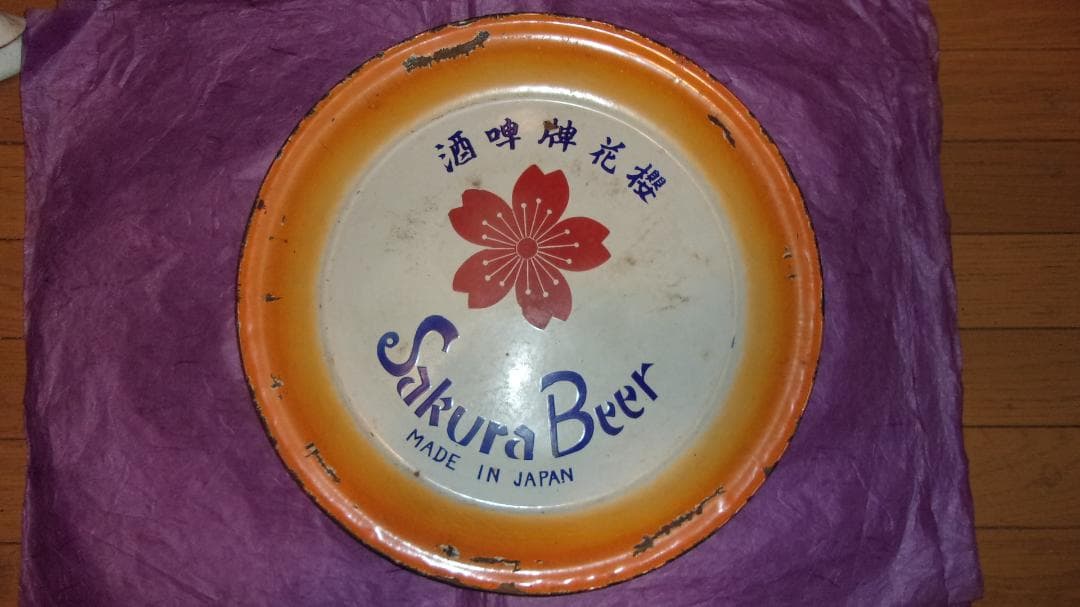 櫻花牌啤酒
Sakura Beer
MADE IN JAPAN